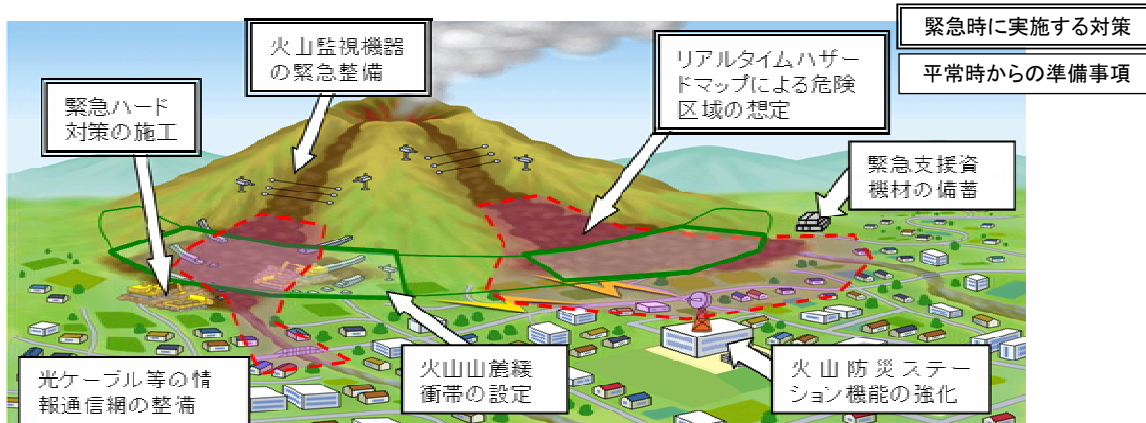 緊急時に実施する対策
平常時からの準備事項
火山監視機器
の緊急整備
リアルタイムハザー
ドマップによる危険
区域の想定
緊急ハード
対策の施工
緊急支援資
機材の備蓄
光ケーブル等の情
報通信網の整備
火山山麓緩
衝帯の設定
火山防災ステー
ション機能の強化